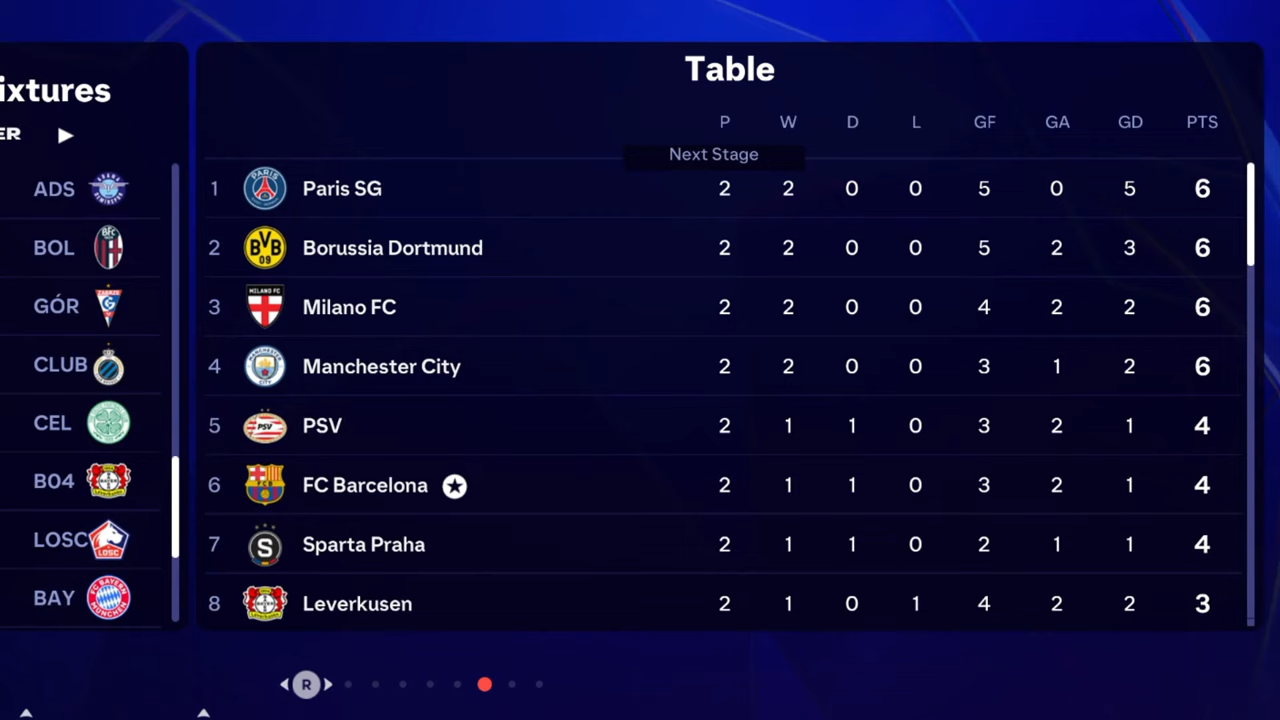 ixtures
ER
ADS
BOL
GÓR
CLUB
CEL
B04
LOSC
BAY
Table
P W D L GF GA GD PTS
Next Stage
1 Paris SG 2 2 0 0 5 0 5 6
2 Borussia Dortmund 2 2 0 0 5 2 3 6
3 Milano FC 2 2 0 0 4 2 2 6
4 Manchester City 2 2 0 0 3 1 2 6
5 PSV 2 1 1 0 3 2 1 4
6 FC Barcelona 2 1 1 0 3 2 1 4
7 Sparta Praha 2 1 1 0 2 1 1 4
8 Leverkusen 2 1 0 1 4 2 2 3
R